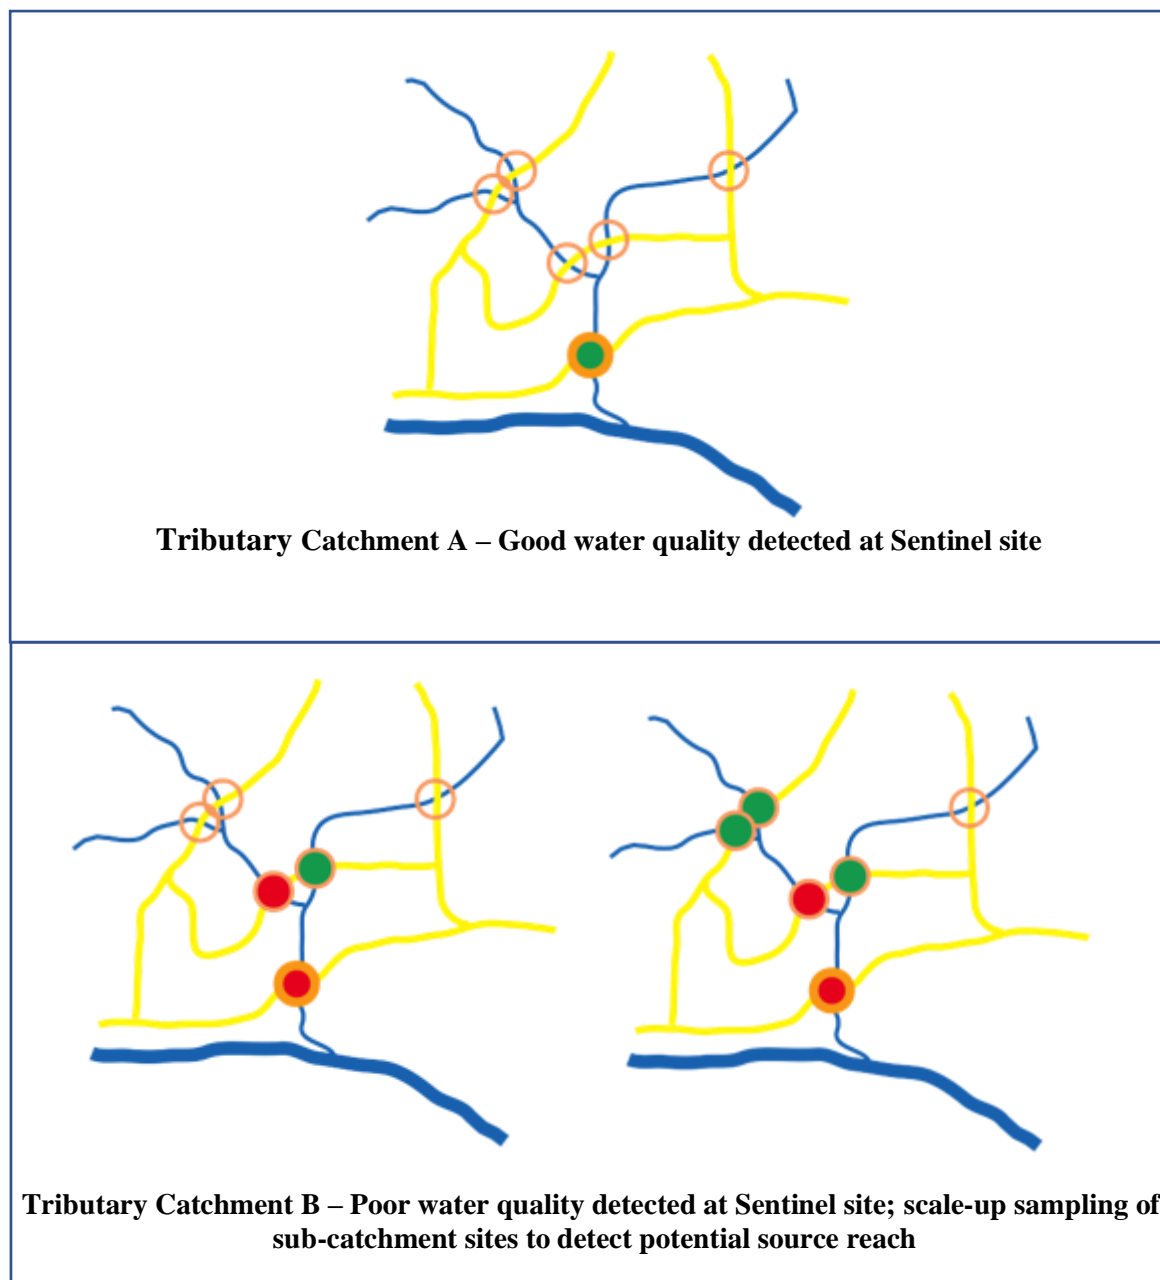 Tributary Catchment A – Good water quality detected at Sentinel site
Tributary Catchment B – Poor water quality detected at Sentinel site; scale-up sampling of
sub-catchment sites to detect potential source reach